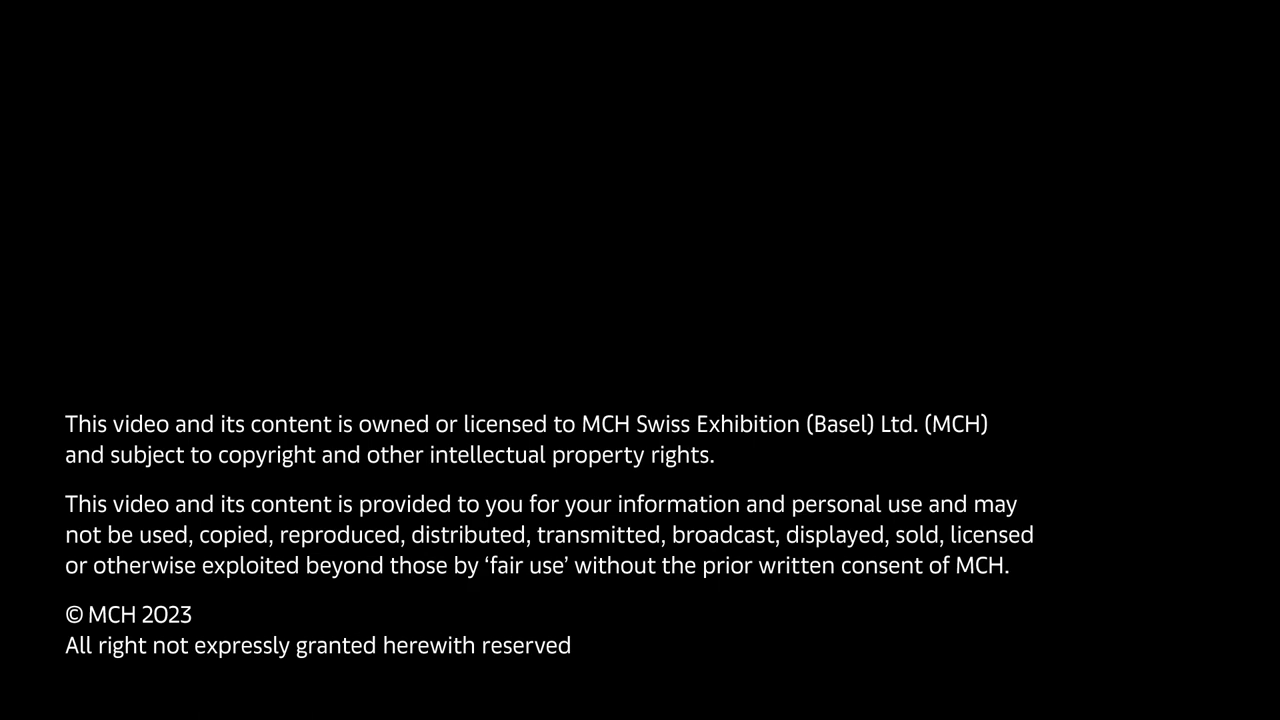 This video and its content is owned or licensed to MCH Swiss Exhibition (Basel) Ltd. (MCH)
and subject to copyright and other intellectual property rights.
This video and its content is provided to you for your information and personal use and may
not be used, copied, reproduced, distributed, transmitted, broadcast, displayed, sold, licensed
or otherwise exploited beyond those by ‘fair use’ without the prior written consent of MCH.
© MCH 2023
All right not expressly granted herewith reserved